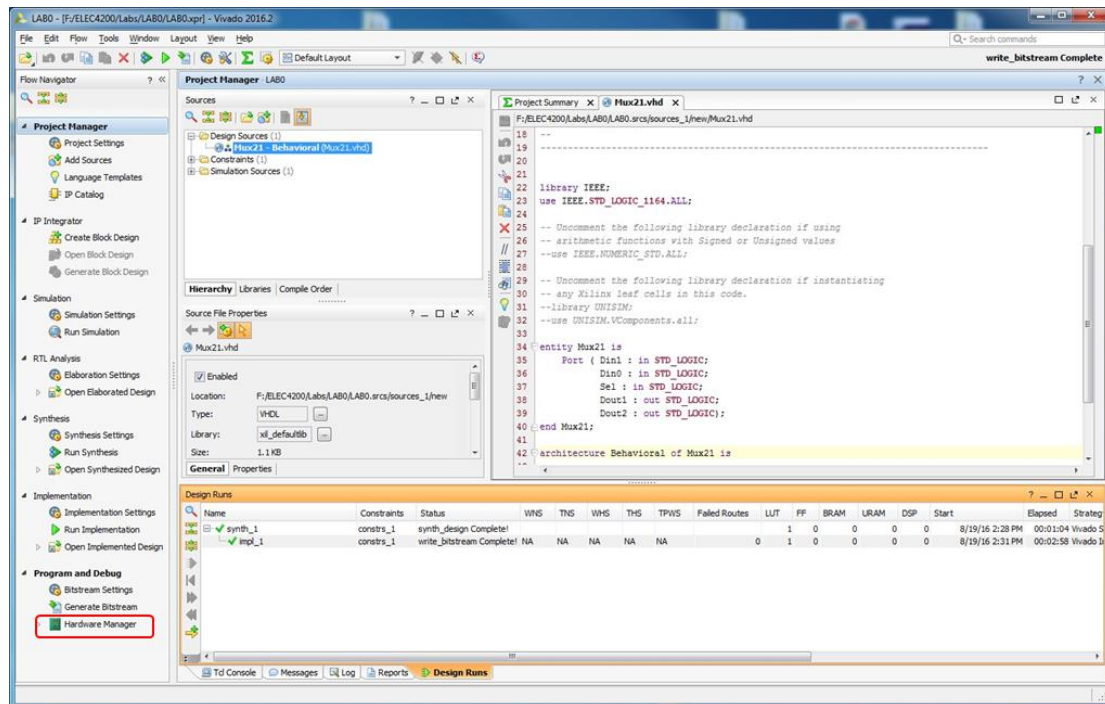 LAB0 - [F:/ELEC4200/Labs/LAB0/LAB0.xpr] - Vivado 2016.2
File Edit Flow Tools Window Layout View Help
Q- Search commands
Default Layout
write_bitstream Complete
Flow Navigator
Project Manager
Project Settings
Add Sources
Language Templates
IP Catalog
IP Integrator
Create Block Design
Open Block Design
Generate Block Design
Simulation
Simulation Settings
Run Simulation
RTL Analysis
Elaboration Settings
Open Elaborated Design
Synthesis
Synthesis Settings
Run Synthesis
Open Synthesized Design
Implementation
Implementation Settings
Run Implementation
Open Implemented Design
Program and Debug
Bitstream Settings
Generate Bitstream
Hardware Manager
Project Manager - LAB0
Sources
Design Sources (1)
Mux21 - Behavioral (Mux21.vhd)
Constraints (1)
Simulation Sources (1)
Hierarchy Libraries Compile Order
Source File Properties
Mux21.vhd
Enabled
Location: F:/ELEC4200/Labs/LAB0/LAB0.srcs/sources_1/new
Type: VHDL
Library: xil_defaultlib
Size: 1.1 KB
General Properties
Project Summary Mux21.vhd
F:/ELEC4200/Labs/LAB0/LAB0.srcs/sources_1/new/Mux21.vhd
18 --
19 ----------------------------------------------------------------------------------
20
21
22 library IEEE;
23 use IEEE.STD_LOGIC_1164.ALL;
24
25 -- Uncomment the following library declaration if using
26 -- arithmetic functions with Signed or Unsigned values
27 --use IEEE.NUMERIC_STD.ALL;
28
29 -- Uncomment the following library declaration if instantiating
30 -- any Xilinx leaf cells in this code.
31 --library UNISIM;
32 --use UNISIM.VComponents.all;
33
34 entity Mux21 is
35 Port ( Din1 : in STD_LOGIC;
36 Din0 : in STD_LOGIC;
37 Sel : in STD_LOGIC;
38 Dout1 : out STD_LOGIC;
39 Dout2 : out STD_LOGIC);
40 end Mux21;
41
42 architecture Behavioral of Mux21 is
Design Runs
Name Constraints Status WNS TNS WHS THS TPWS Failed Routes LUT FF BRAM URAM DSP Start Elapsed Strateg
synth_1 constrs_1 synth_design Complete! 1 0 0 0 0 8/19/16 2:28 PM 00:01:04 Vivado S
impl_1 constrs_1 write_bitstream Complete! NA NA NA NA NA 0 1 0 0 0 0 8/19/16 2:31 PM 00:02:58 Vivado I
Tcl Console Messages Log Reports Design Runs